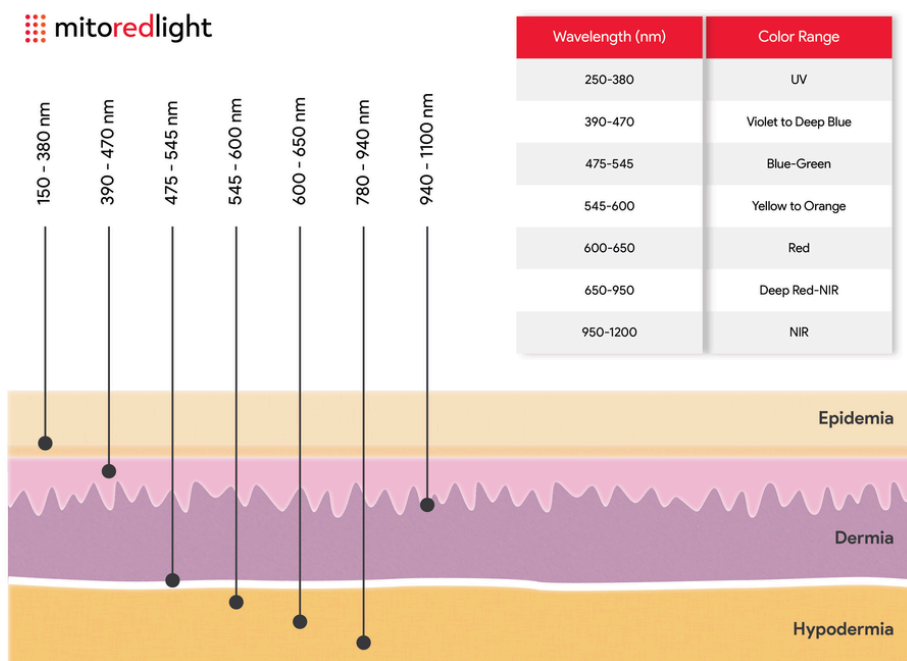 mitoredlight
Wavelength (nm) Color Range
250-380 UV
390-470 Violet to Deep Blue
475-545 Blue-Green
545-600 Yellow to Orange
600-650 Red
650-950 Deep Red-NIR
950-1200 NIR
150 - 380 nm
390 - 470 nm
475 - 545 nm
545 - 600 nm
600 - 650 nm
780 - 940 nm
940 - 1100 nm
Epidemia
Dermia
Hypodermia